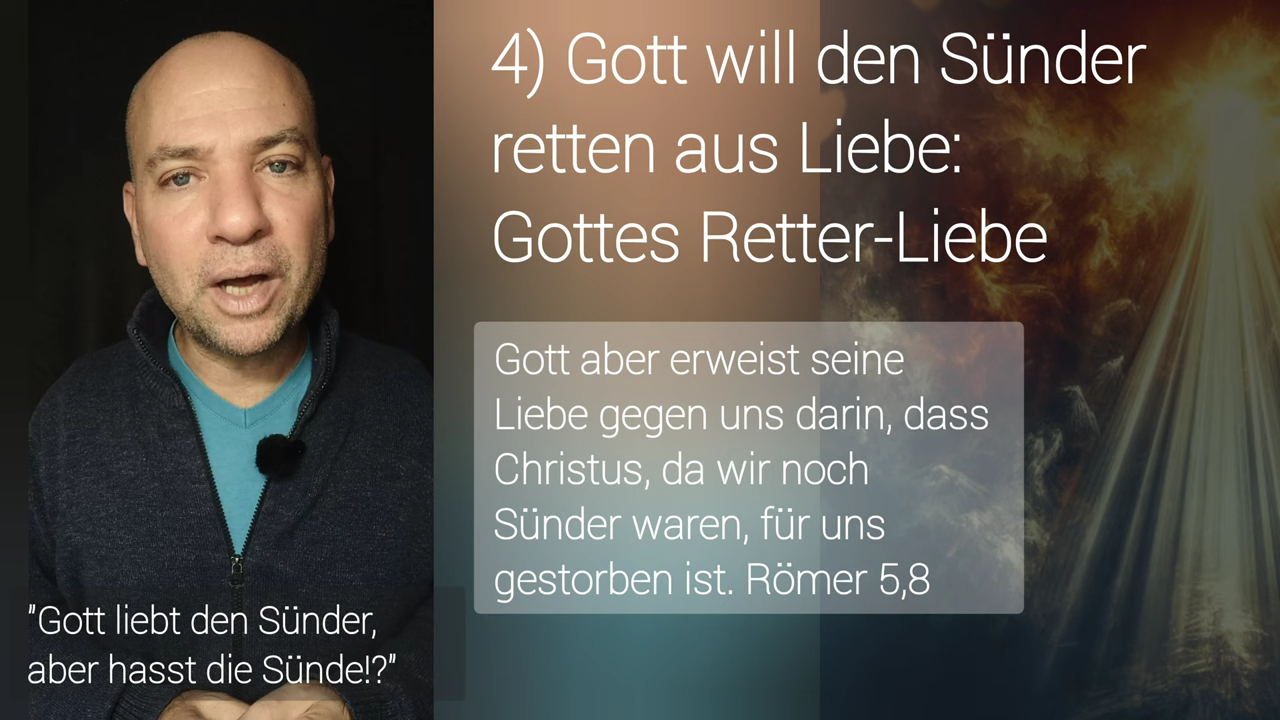 4) Gott will den Sünder
retten aus Liebe:
Gottes Retter-Liebe
Gott aber erweist seine
Liebe gegen uns darin, dass
Christus, da wir noch
Sünder waren, für uns
gestorben ist. Römer 5,8
"Gott liebt den Sünder,
aber hasst die Sünde!?"